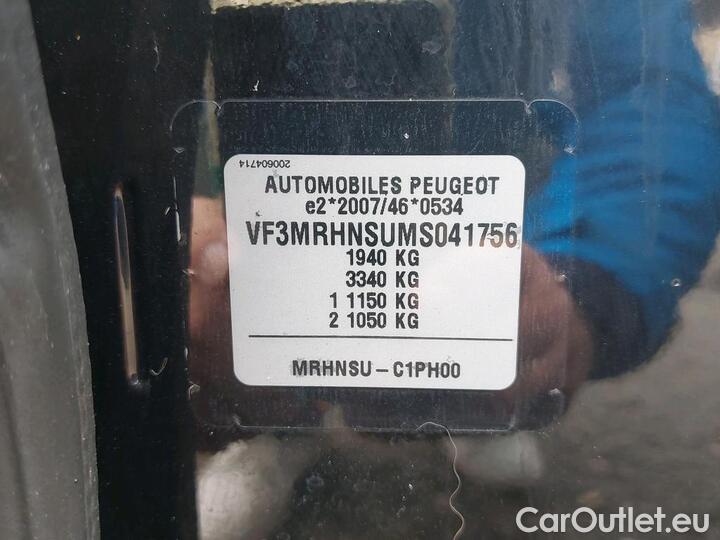 200604714
AUTOMOBILES PEUGEOT
e2*2007/46*0534
VF3MRHNSUMS041756
1940 KG
3340 KG
1 1150 KG
2 1050 KG
MRHNSU – C1PH00
CarOutlet.eu